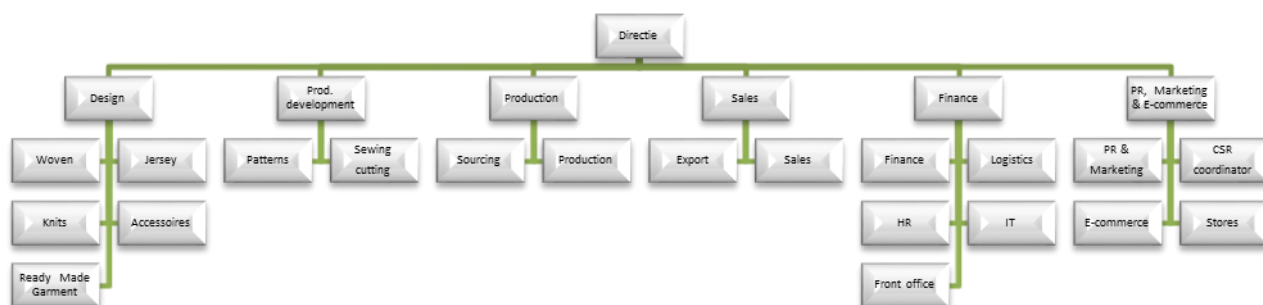 Directie
Design
Prod.
development
Production
Sales
Finance
PR, Marketing
& E-commerce
Woven
Jersey
Patterns
Sewing
cutting
Sourcing
Production
Export
Sales
Finance
Logistics
PR &
Marketing
CSR
coordinator
Knits
Accessoires
HR
IT
E-commerce
Stores
Ready Made
Garment
Front office